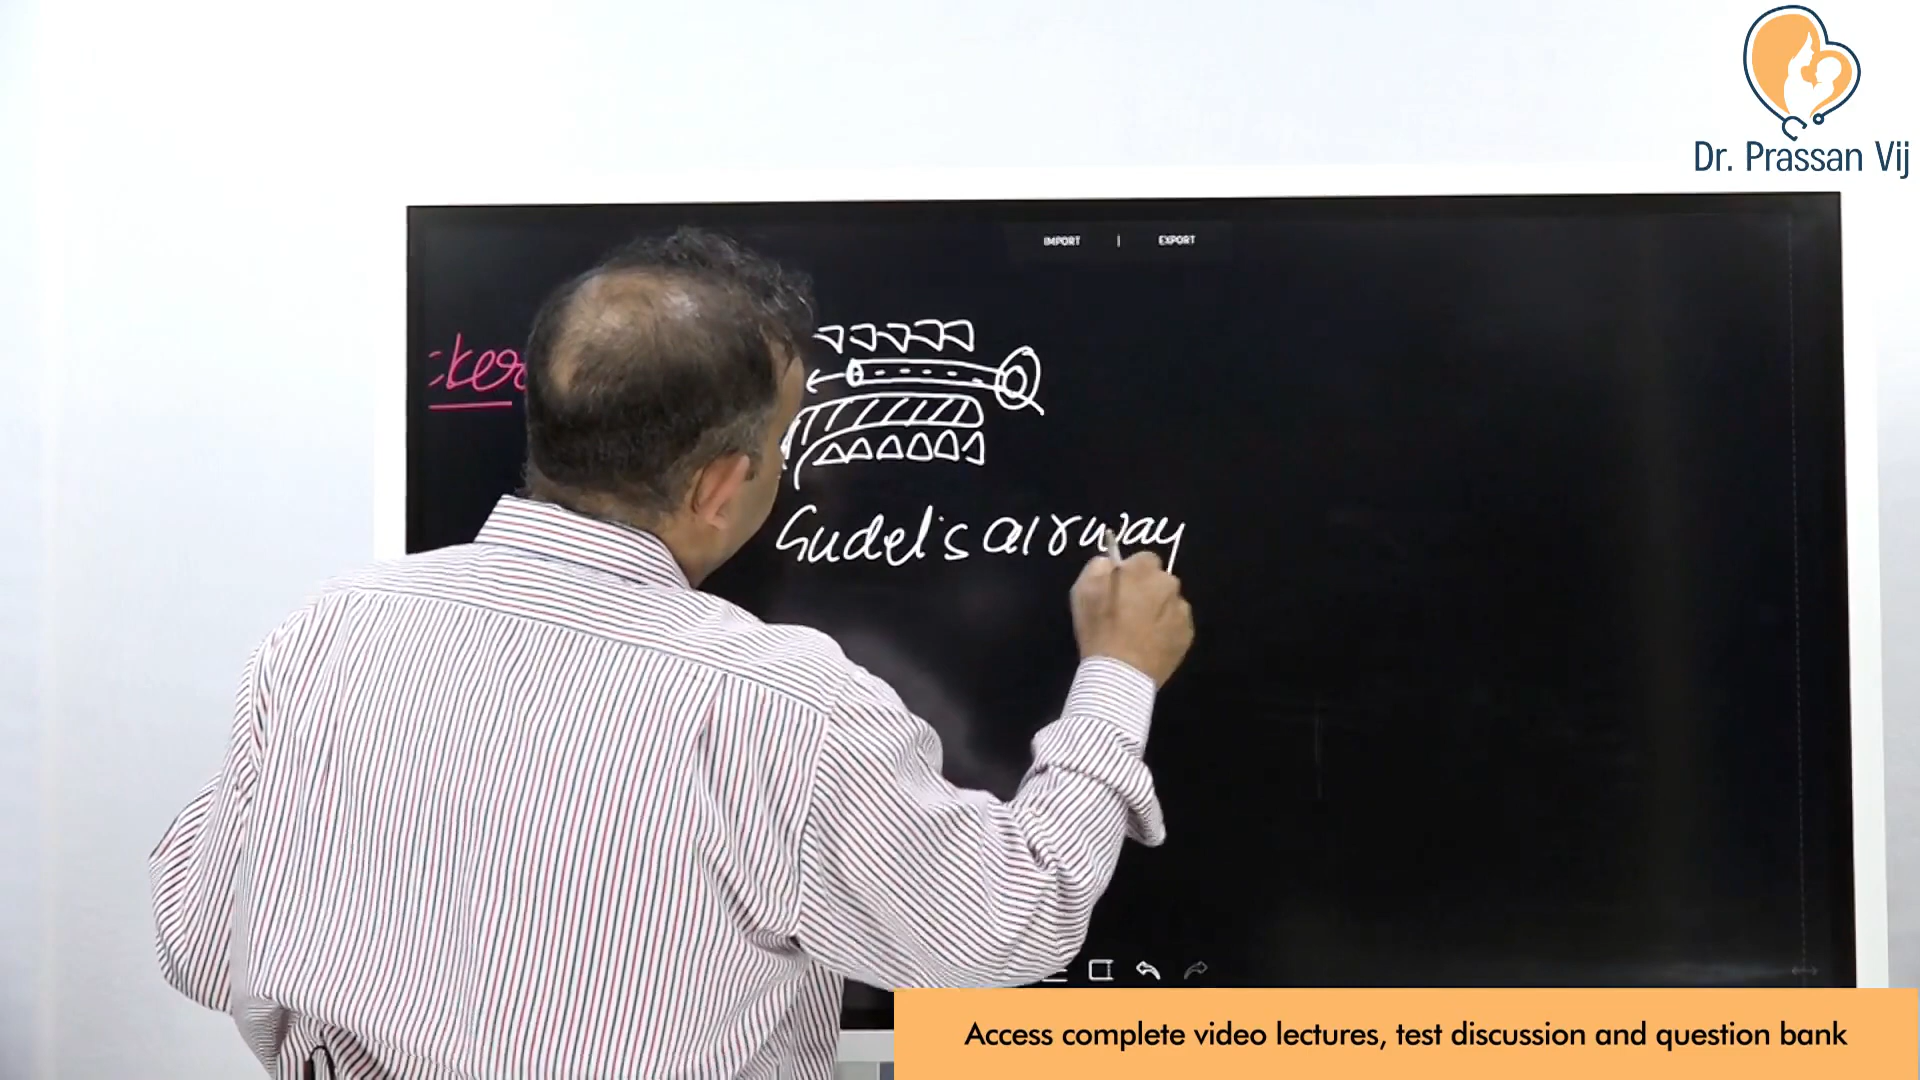 Dr. Prassan Vij
IMPORT | EXPORT
Gudel's airway
Access complete video lectures, test discussion and question bank